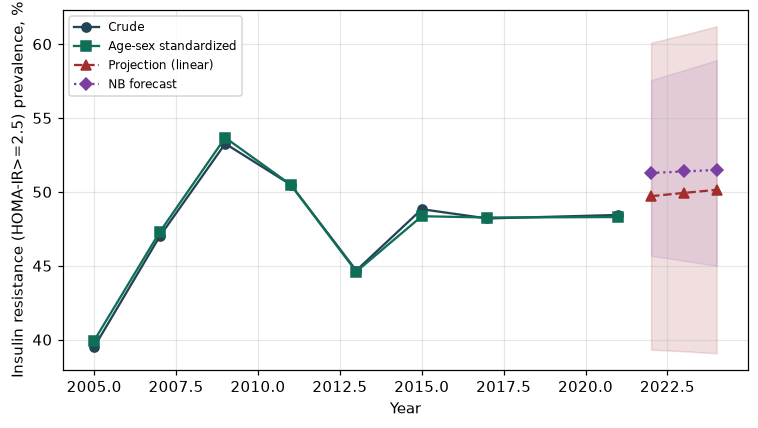 Insulin resistance (HOMA-IR>=2.5) prevalence, %
60
55
50
45
40
Crude
Age-sex standardized
Projection (linear)
NB forecast
2005.0 2007.5 2010.0 2012.5 2015.0 2017.5 2020.0 2022.5
Year